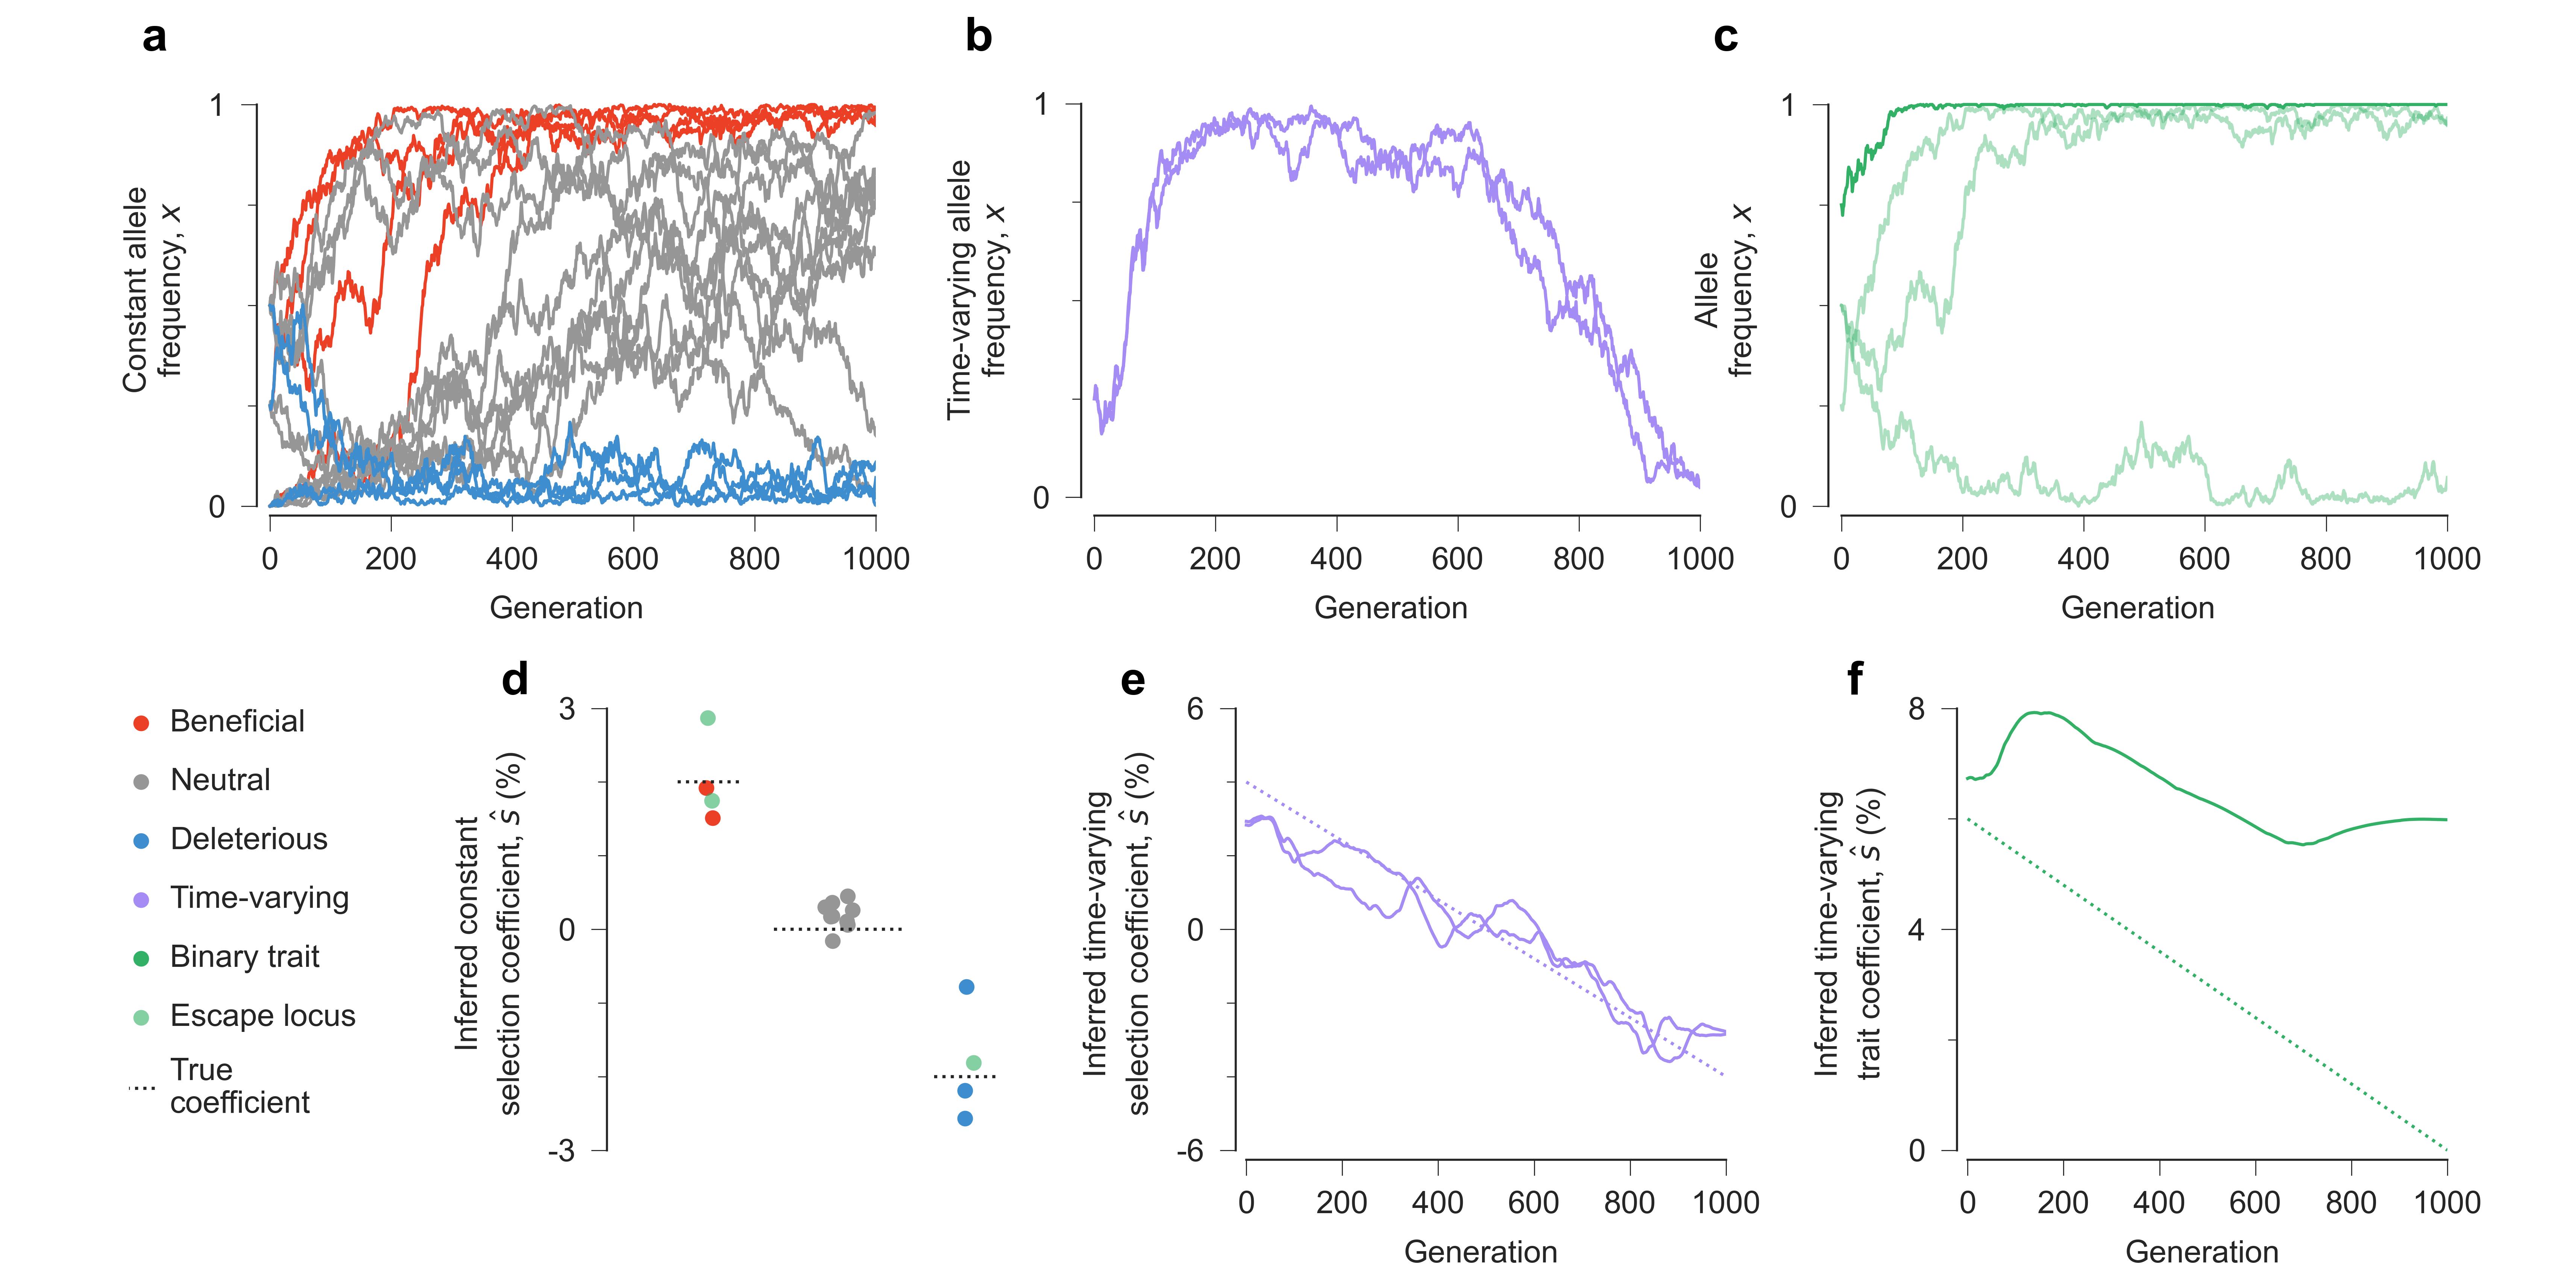 a
b
c
1
0
Constant allele
frequency, x
0 200 400 600 800 1000
Generation
1
0
Time-varying allele
frequency, x
0 200 400 600 800 1000
Generation
1
0
Allele
frequency, x
0 200 400 600 800 1000
Generation
Beneficial
Neutral
Deleterious
Time-varying
Binary trait
Escape locus
True
coefficient
d
3
0
-3
Inferred constant
selection coefficient, ŝ (%)
e
6
0
-6
Inferred time-varying
selection coefficient, ŝ (%)
0 200 400 600 800 1000
Generation
f
8
4
0
Inferred time-varying
trait coefficient, ŝ (%)
0 200 400 600 800 1000
Generation